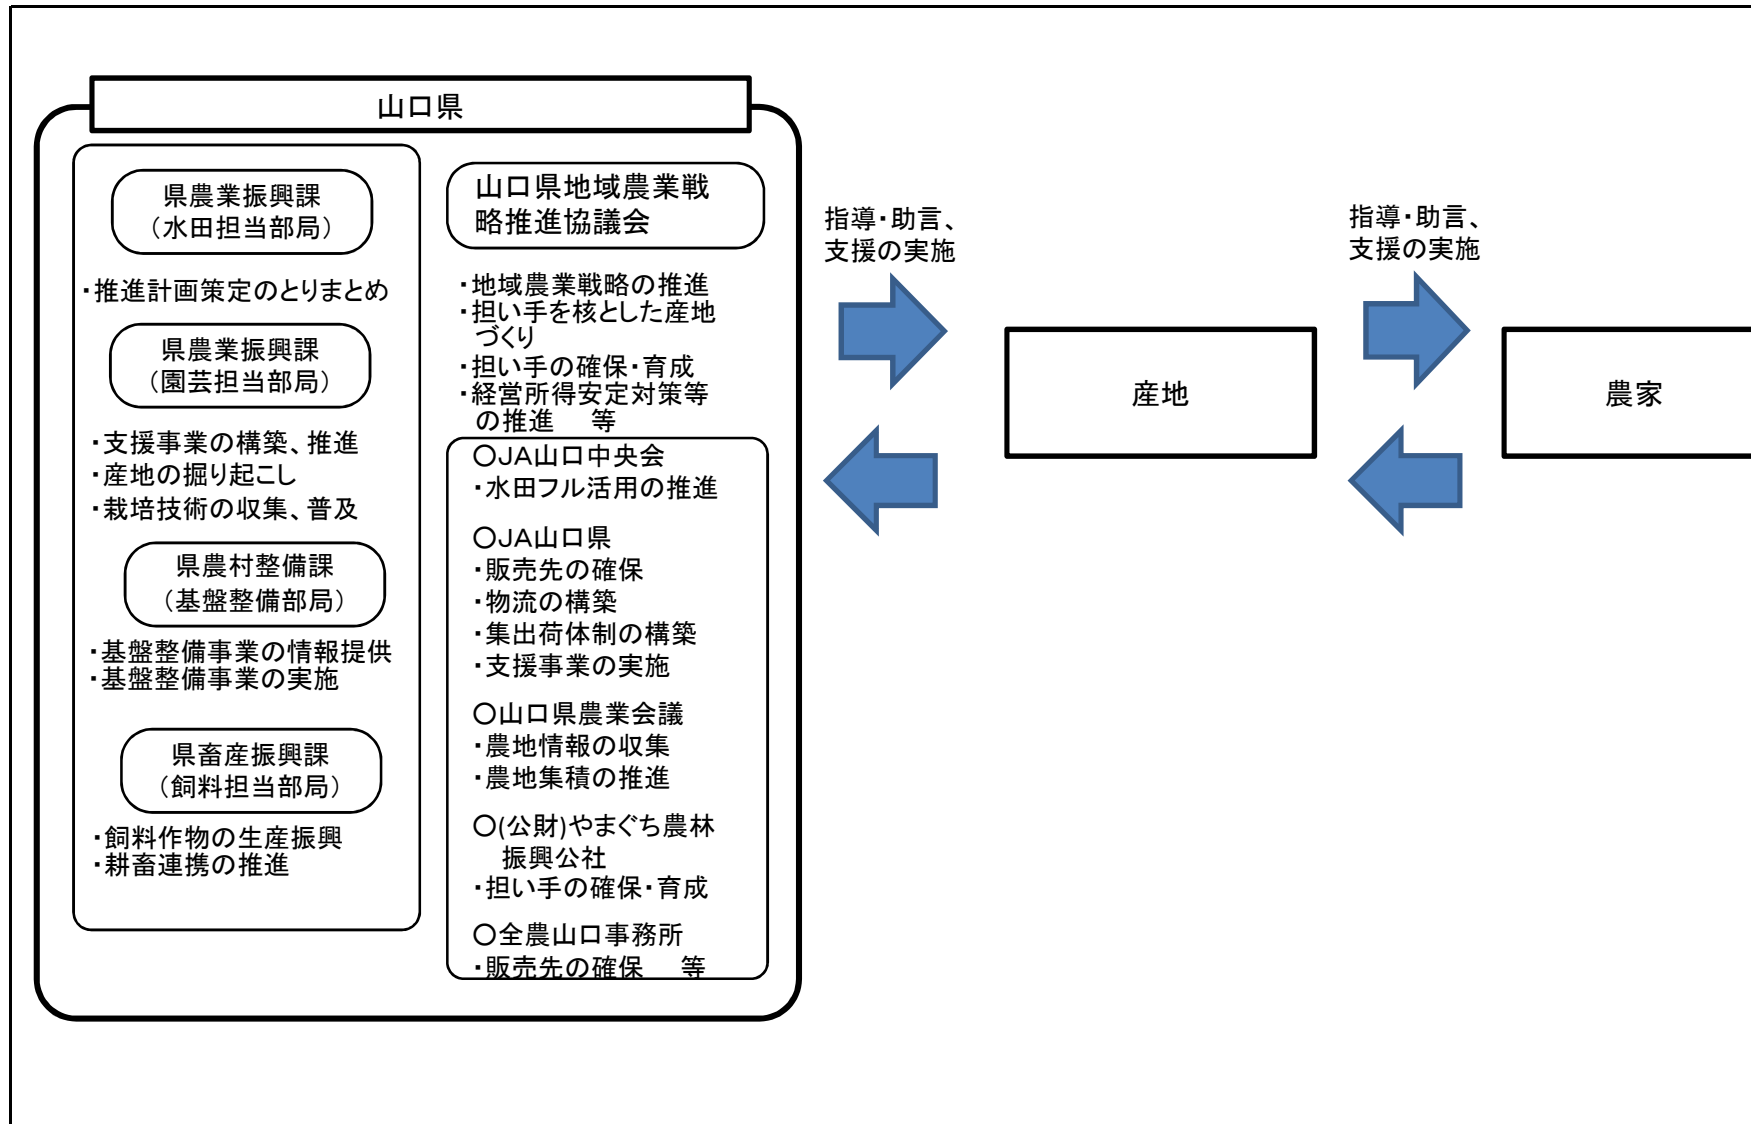 山口県
県農業振興課
（水田担当部局）
・推進計画策定のとりまとめ
県農業振興課
（園芸担当部局）
・支援事業の構築、推進
・産地の掘り起こし
・栽培技術の収集、普及
県農村整備課
（基盤整備部局）
・基盤整備事業の情報提供
・基盤整備事業の実施
県畜産振興課
（飼料担当部局）
・飼料作物の生産振興
・耕畜連携の推進
山口県地域農業戦
略推進協議会
・地域農業戦略の推進
・担い手を核とした産地
づくり
・担い手の確保・育成
・経営所得安定対策等
の推進　等
〇JA山口中央会
・水田フル活用の推進
〇JA山口県
・販売先の確保
・物流の構築
・集出荷体制の構築
・支援事業の実施
〇山口県農業会議
・農地情報の収集
・農地集積の推進
〇(公財)やまぐち農林
振興公社
・担い手の確保・育成
〇全農山口事務所
・販売先の確保　等
指導・助言、
支援の実施
産地
指導・助言、
支援の実施
農家